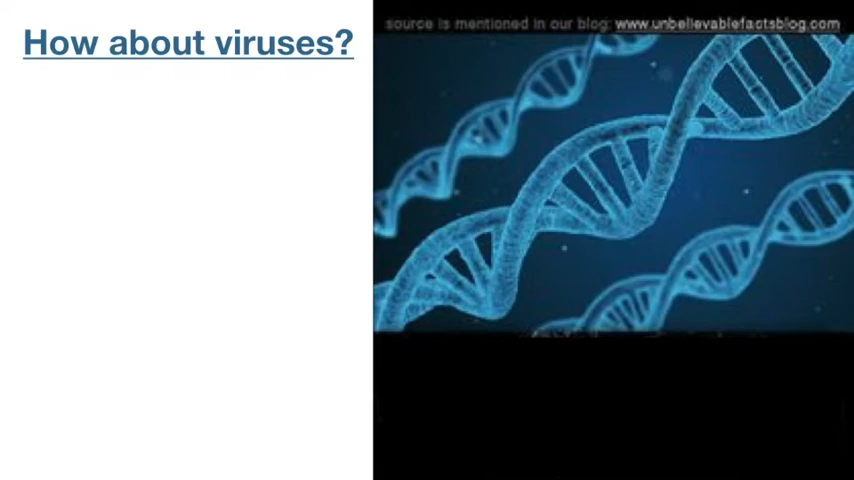 How about viruses?
source is mentioned in our blog: www.unbelievablefactsblog.com